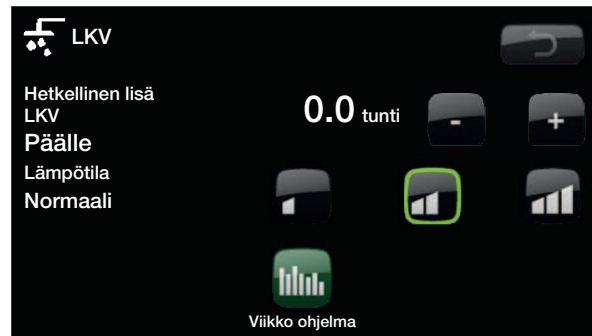 LKV
Hetkellinen lisä
LKV
0.0 tunti
-
+
Päälle
Lämpötila
Normaali
Viikko ohjelma